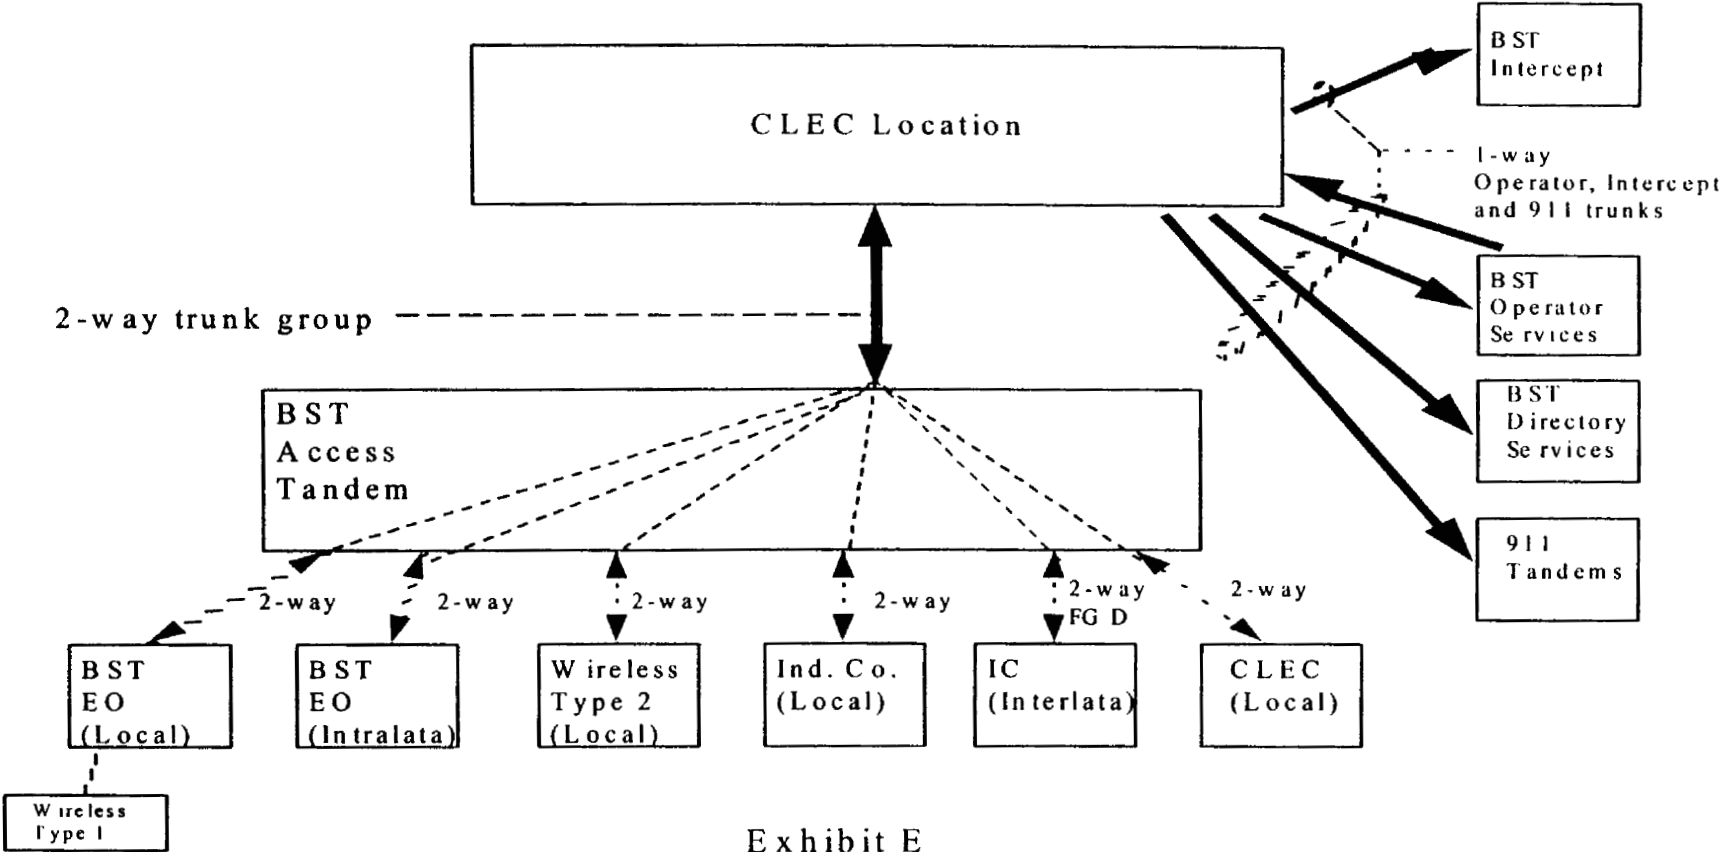 BST
Intercept
CLEC Location
1-way
Operator, Intercept
and 911 trunks
BST
Operator
Services
2-way trunk group
BST
Directory
Services
BST
Access
Tandem
911
Tandems
2-way
2-way
2-way
2-way
2-way
FG D
2-way
BST
EO
(Local)
BST
EO
(Intralata)
Wireless
Type 2
(Local)
Ind. Co.
(Local)
IC
(Interlata)
CLEC
(Local)
Wireless
Type 1
Exhibit E